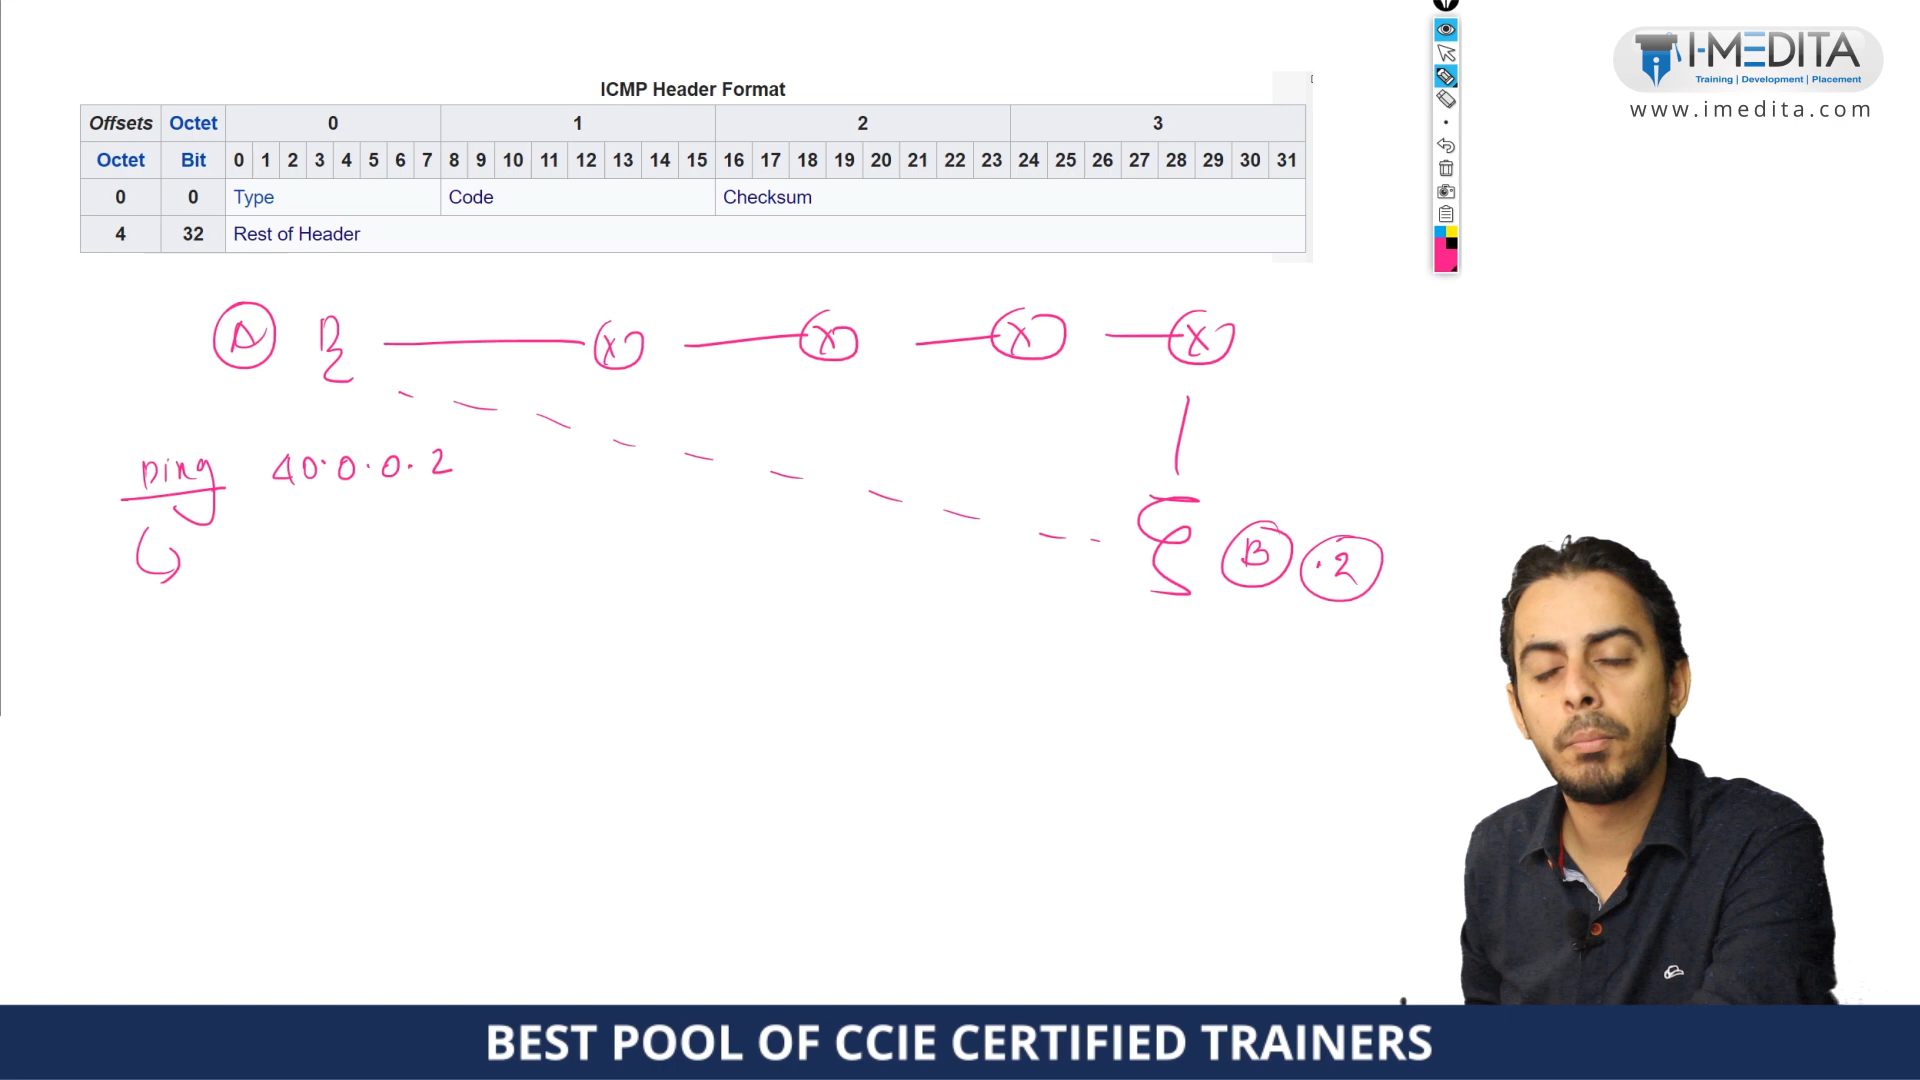 I-MEDITA
Training | Development | Placement
www.imedita.com
ICMP Header Format
Offsets Octet 0 1 2 3
Octet Bit 0 1 2 3 4 5 6 7 8 9 10 11 12 13 14 15 16 17 18 19 20 21 22 23 24 25 26 27 28 29 30 31
0 0 Type Code Checksum
4 32 Rest of Header
A X X X X
ping 40.0.0.2
B .2
BEST POOL OF CCIE CERTIFIED TRAINERS